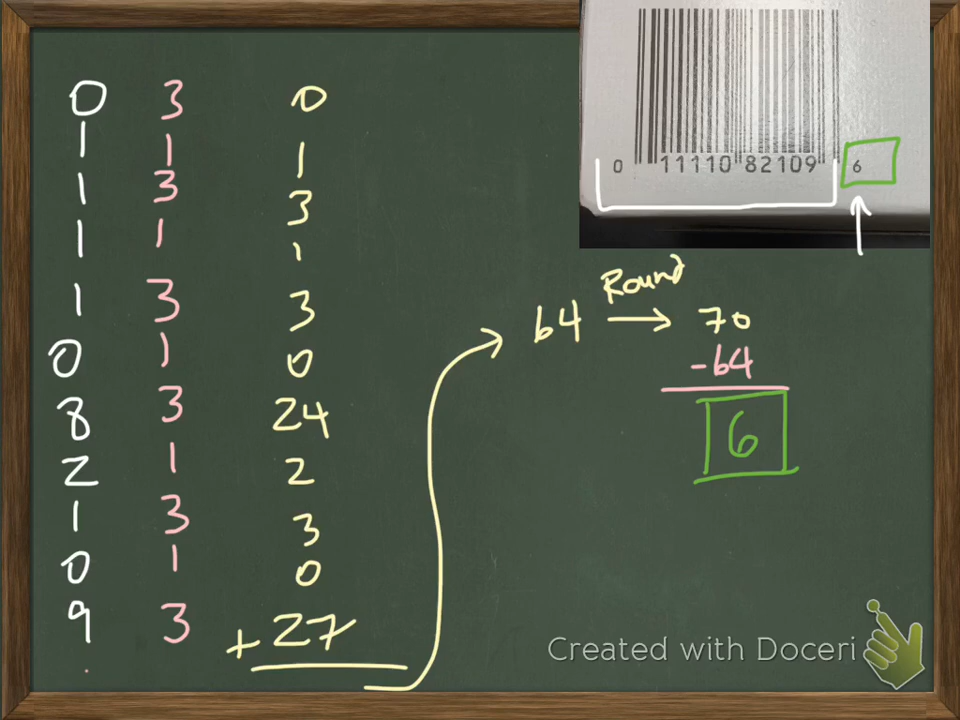 0 3 0
1 1 1
1 3 3
1 1 1
1 3 3
0 1 0
8 3 24
2 1 2
1 3 3
0 1 0
9 3 +27
0 11110 82109 6
64 Round 70
-64
6
Created with Doceri